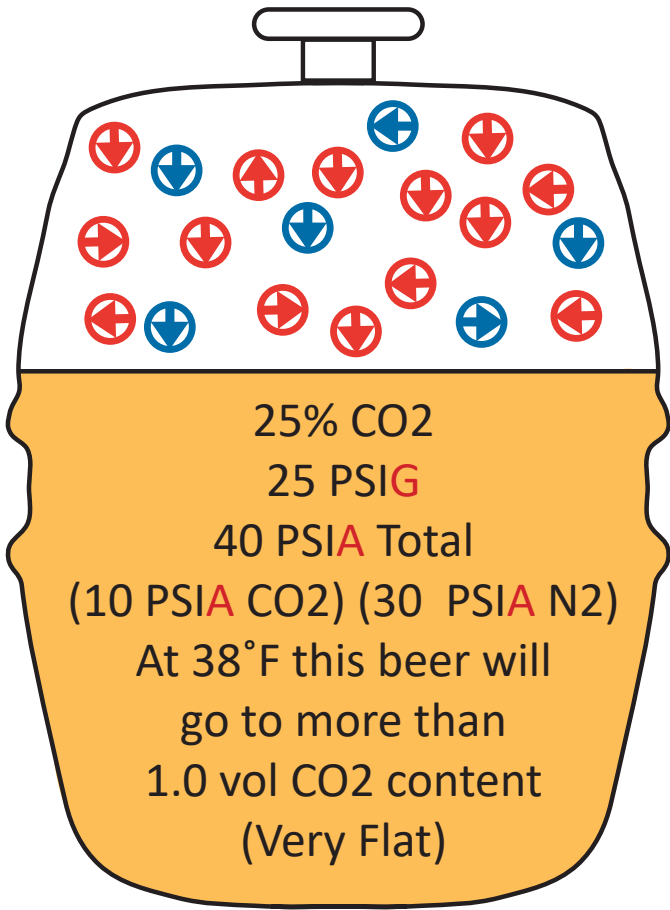 25% CO2
25 PSIG
40 PSIA Total
(10 PSIA CO2) (30  PSIA N2)
At 38˚F this beer will
go to more than
1.0 vol CO2 content
(Very Flat)